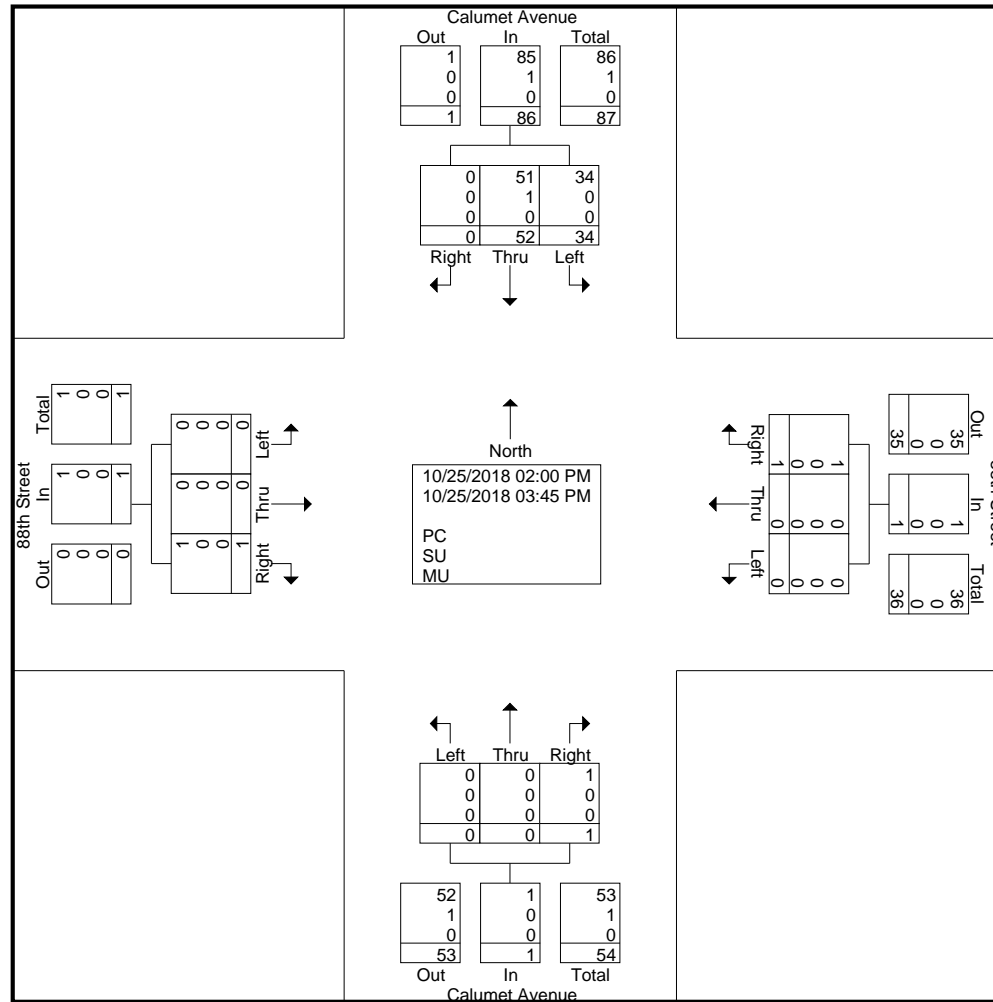 Calumet Avenue
Out In Total
1 85 86
0 1 1
0 0 0
1 86 87
0 51 34
0 1 0
0 0 0
0 52 34
Right Thru Left
88th Street
Total In Out
1 1 0
0 0 0
0 0 0
1 1 0
0 0 1
0 0 0
0 0 0
0 0 1
Left Thru Right
North
10/25/2018 02:00 PM
10/25/2018 03:45 PM
PC
SU
MU
Out In Total
35 1 36
0 0 0
0 0 0
35 1 36
1 0 0
0 0 0
0 0 0
1 0 0
Right Thru Left
Left Thru Right
0 0 1
0 0 0
0 0 0
0 0 1
52 1 53
1 0 1
0 0 0
53 1 54
Out In Total
Calumet Avenue